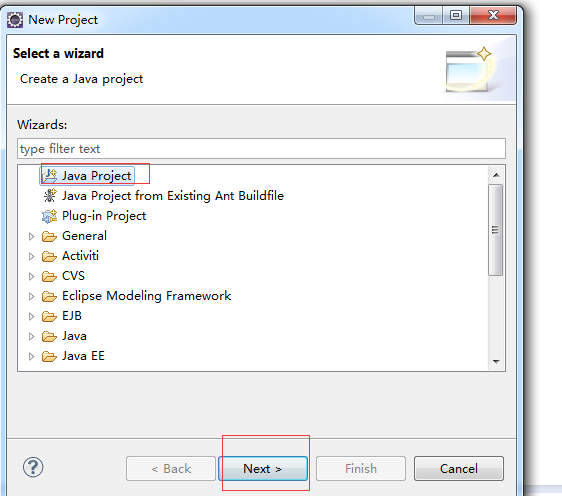 New Project
Select a wizard
Create a Java project
Wizards:
type filter text
Java Project
Java Project from Existing Ant Buildfile
Plug-in Project
General
Activiti
CVS
Eclipse Modeling Framework
EJB
Java
Java EE
? < Back Next > Finish Cancel